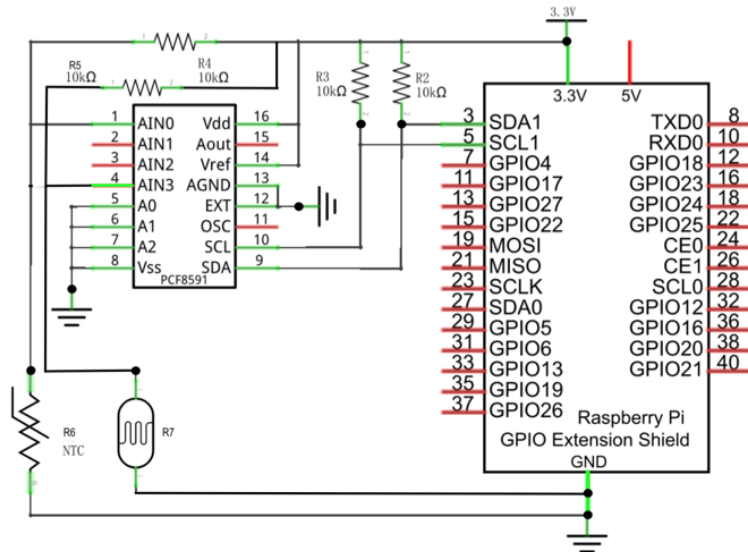 3.3V
R5
10kΩ
R4
10kΩ
R3
10kΩ
R2
10kΩ
1 AIN0 Vdd 16
2 AIN1 Aout 15
3 AIN2 Vref 14
4 AIN3 AGND 13
5 A0 EXT 12
6 A1 OSC 11
7 A2 SCL 10
8 Vss SDA 9
PCF8591
3.3V 5V
3 SDA1 TXD0 8
5 SCL1 RXD0 10
7 GPIO4 GPIO18 12
11 GPIO17 GPIO23 16
13 GPIO27 GPIO24 18
15 GPIO22 GPIO25 22
19 MOSI CE0 24
21 MISO CE1 26
23 SCLK SCL0 28
27 SDA0 GPIO12 32
29 GPIO5 GPIO16 36
31 GPIO6 GPIO20 38
33 GPIO13 GPIO21 40
35 GPIO19
37 GPIO26
Raspberry Pi
GPIO Extension Shield
GND
R6
NTC
R7